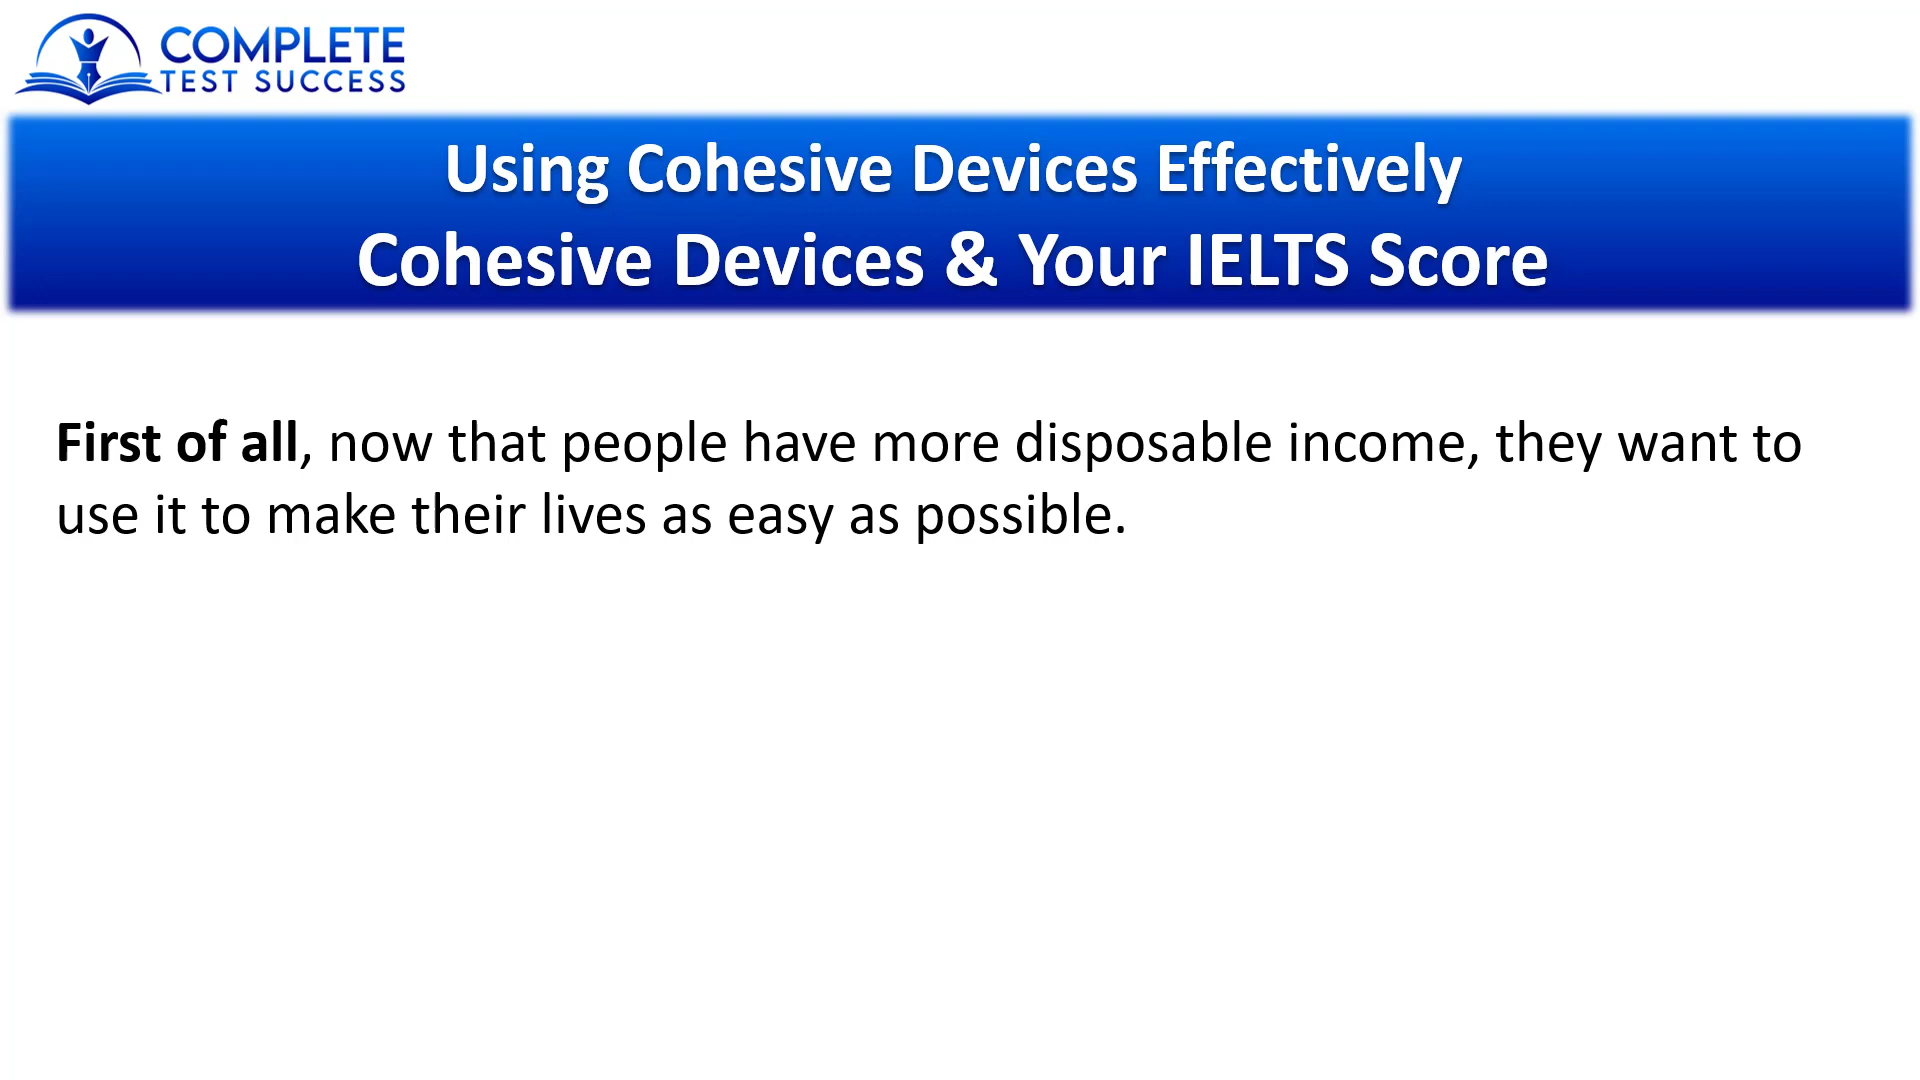 COMPLETE
TEST SUCCESS
Using Cohesive Devices Effectively
Cohesive Devices & Your IELTS Score
First of all, now that people have more disposable income, they want to
use it to make their lives as easy as possible.